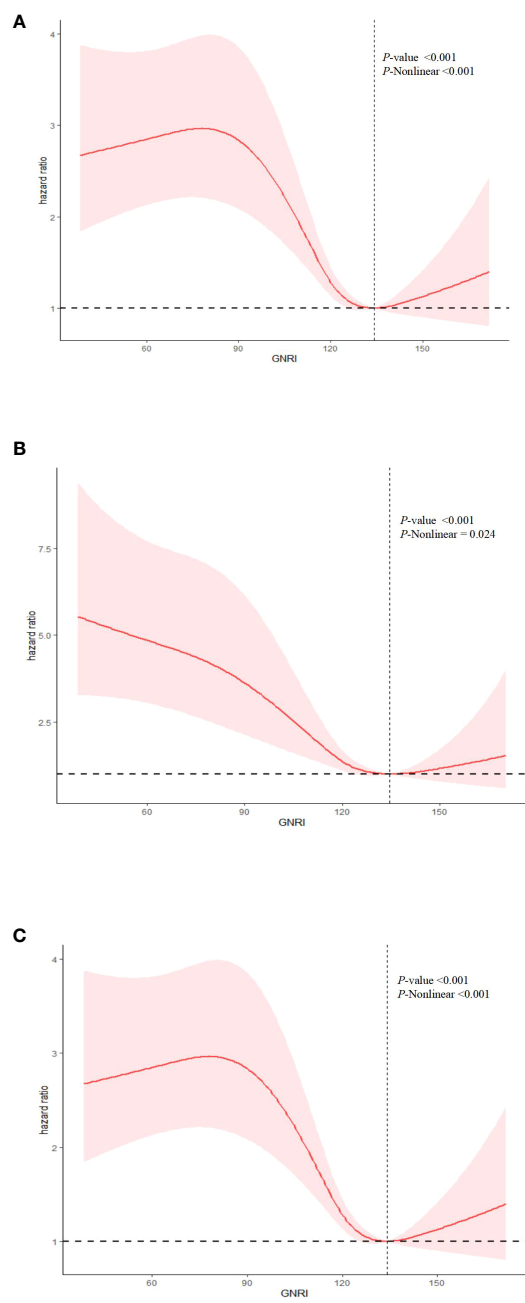 A
4
P-value <0.001
P-Nonlinear <0.001
3
hazard ratio
2
1
60 90 120 150
GNRI
B
P-value <0.001
P-Nonlinear = 0.024
7.5
hazard ratio
5.0
2.5
60 90 120 150
GNRI
C
4
P-value <0.001
P-Nonlinear <0.001
3
hazard ratio
2
1
60 90 120 150
GNRI